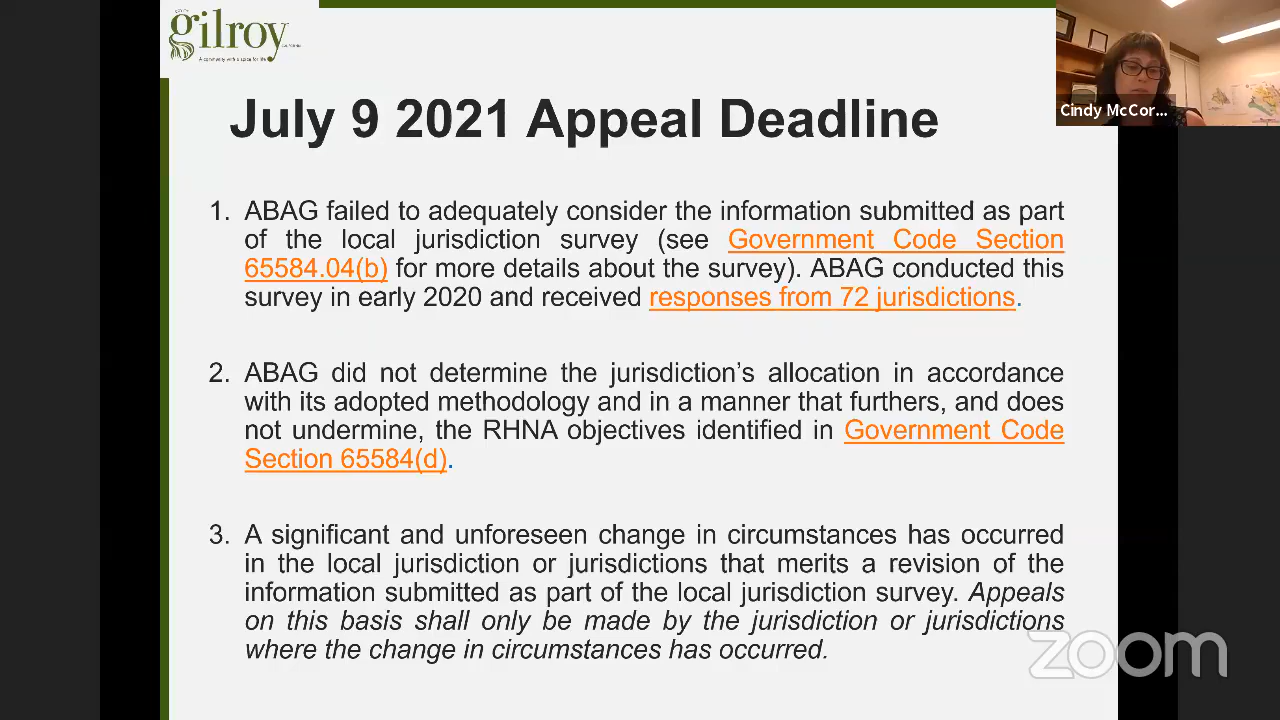 gilroy
July 9 2021 Appeal Deadline
Cindy McCor...
1. ABAG failed to adequately consider the information submitted as part
of the local jurisdiction survey (see Government Code Section
65584.04(b) for more details about the survey). ABAG conducted this
survey in early 2020 and received responses from 72 jurisdictions.
2. ABAG did not determine the jurisdiction's allocation in accordance
with its adopted methodology and in a manner that furthers, and does
not undermine, the RHNA objectives identified in Government Code
Section 65584(d).
3. A significant and unforeseen change in circumstances has occurred
in the local jurisdiction or jurisdictions that merits a revision of the
information submitted as part of the local jurisdiction survey. Appeals
on this basis shall only be made by the jurisdiction or jurisdictions
where the change in circumstances has occurred.
zoom